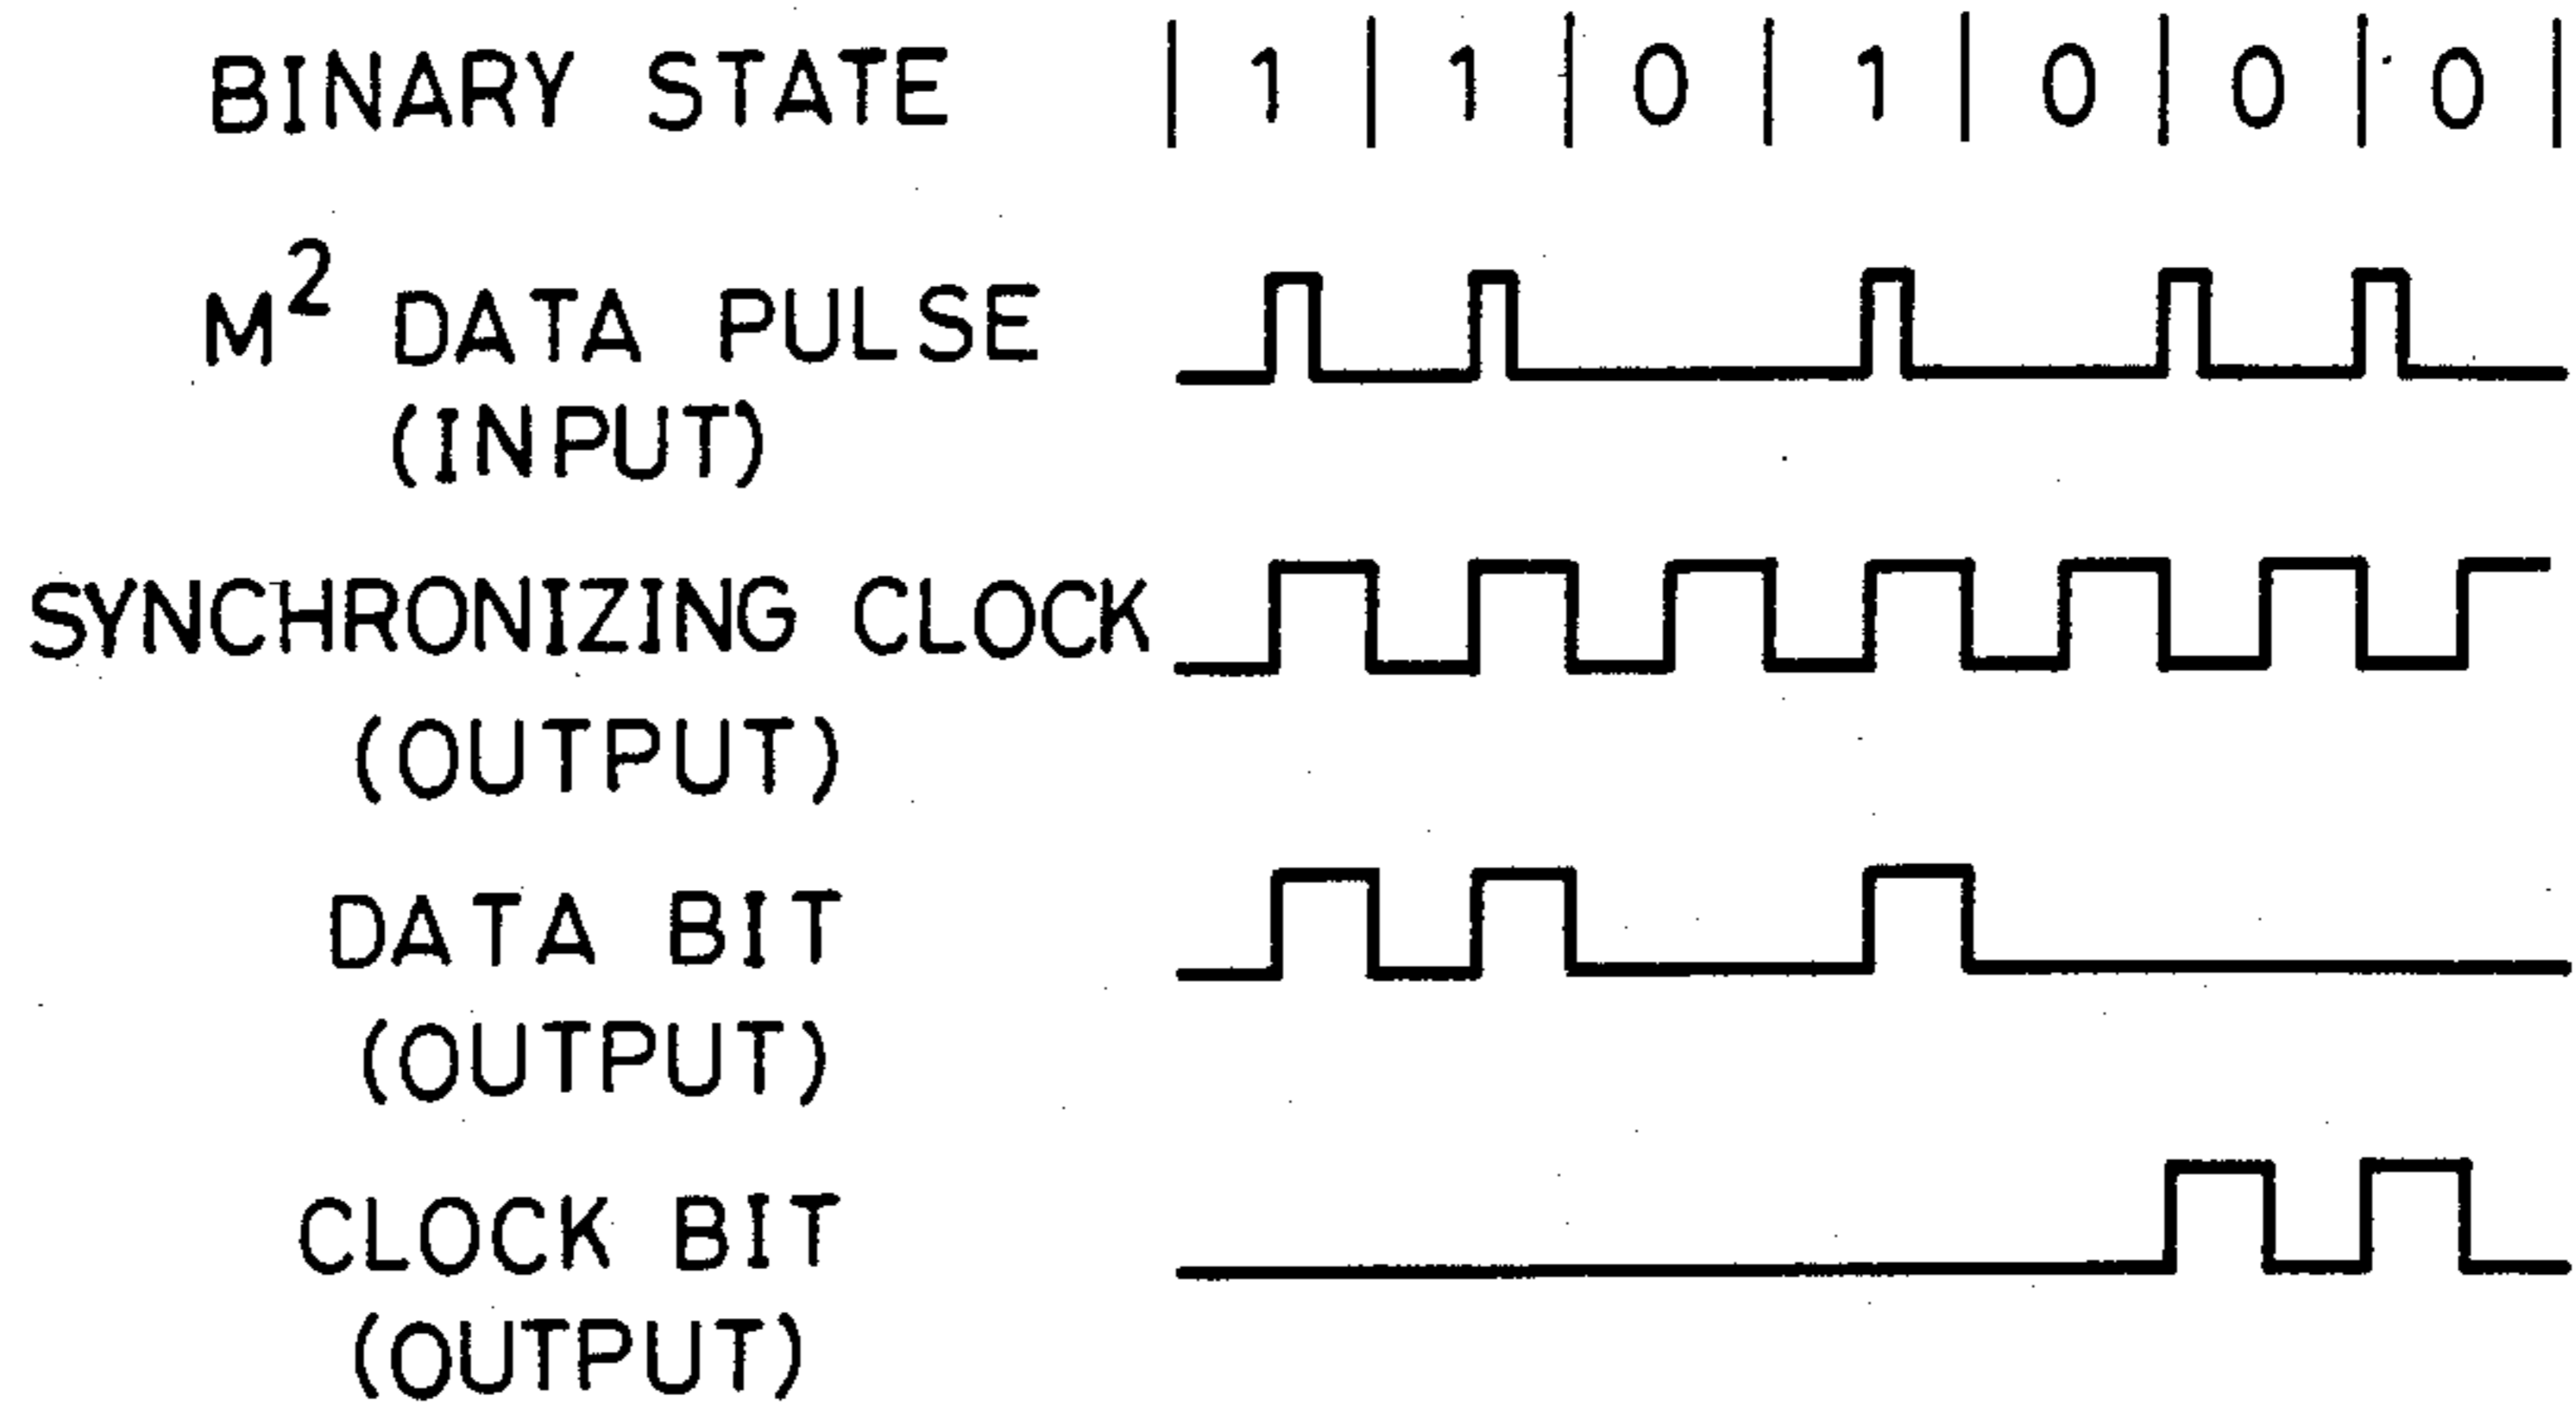 BINARY STATE | 1 | 1 | 0 | 1 | 0 | 0 | 0 |
M² DATA PULSE
(INPUT)
SYNCHRONIZING CLOCK
(OUTPUT)
DATA BIT
(OUTPUT)
CLOCK BIT
(OUTPUT)